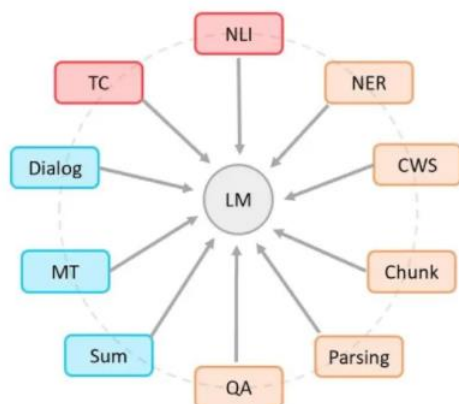 NLI
TC
NER
Dialog
CWS
LM
MT
Chunk
Sum
Parsing
QA